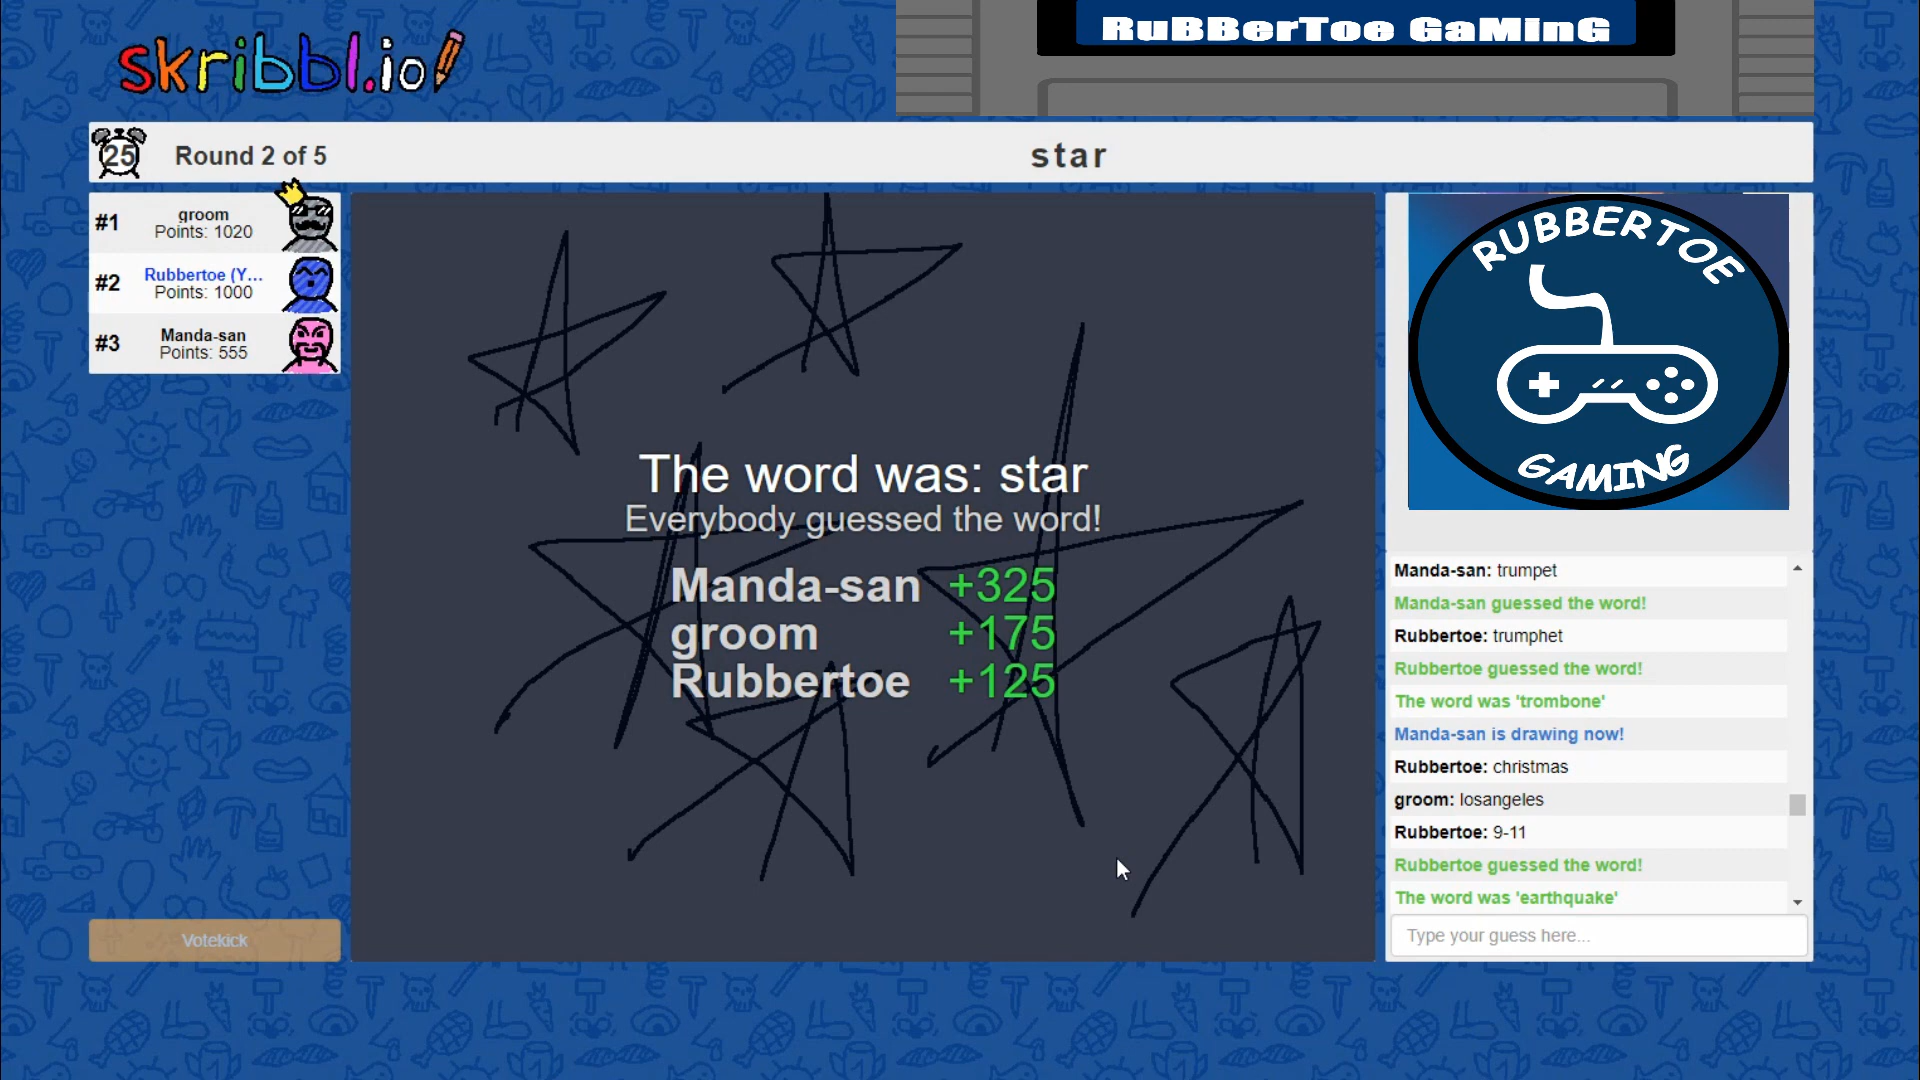 skribbl.io
RuBBerToe GaMinG
25
Round 2 of 5
star
#1
groom
Points: 1020
#2
Rubbertoe (Y...
Points: 1000
#3
Manda-san
Points: 555
The word was: star
Everybody guessed the word!
Manda-san +325
groom +175
Rubbertoe +125
RUBBERTOE
GAMING
Manda-san: trumpet
Manda-san guessed the word!
Rubbertoe: trumphet
Rubbertoe guessed the word!
The word was 'trombone'
Manda-san is drawing now!
Rubbertoe: christmas
groom: losangeles
Rubbertoe: 9-11
Rubbertoe guessed the word!
The word was 'earthquake'
Type your guess here...
Votekick